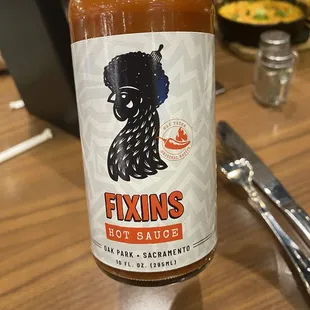 FIXINS
HOT SAUCE
OAK PARK • SACRAMENTO
10 FL. OZ. (295ML)